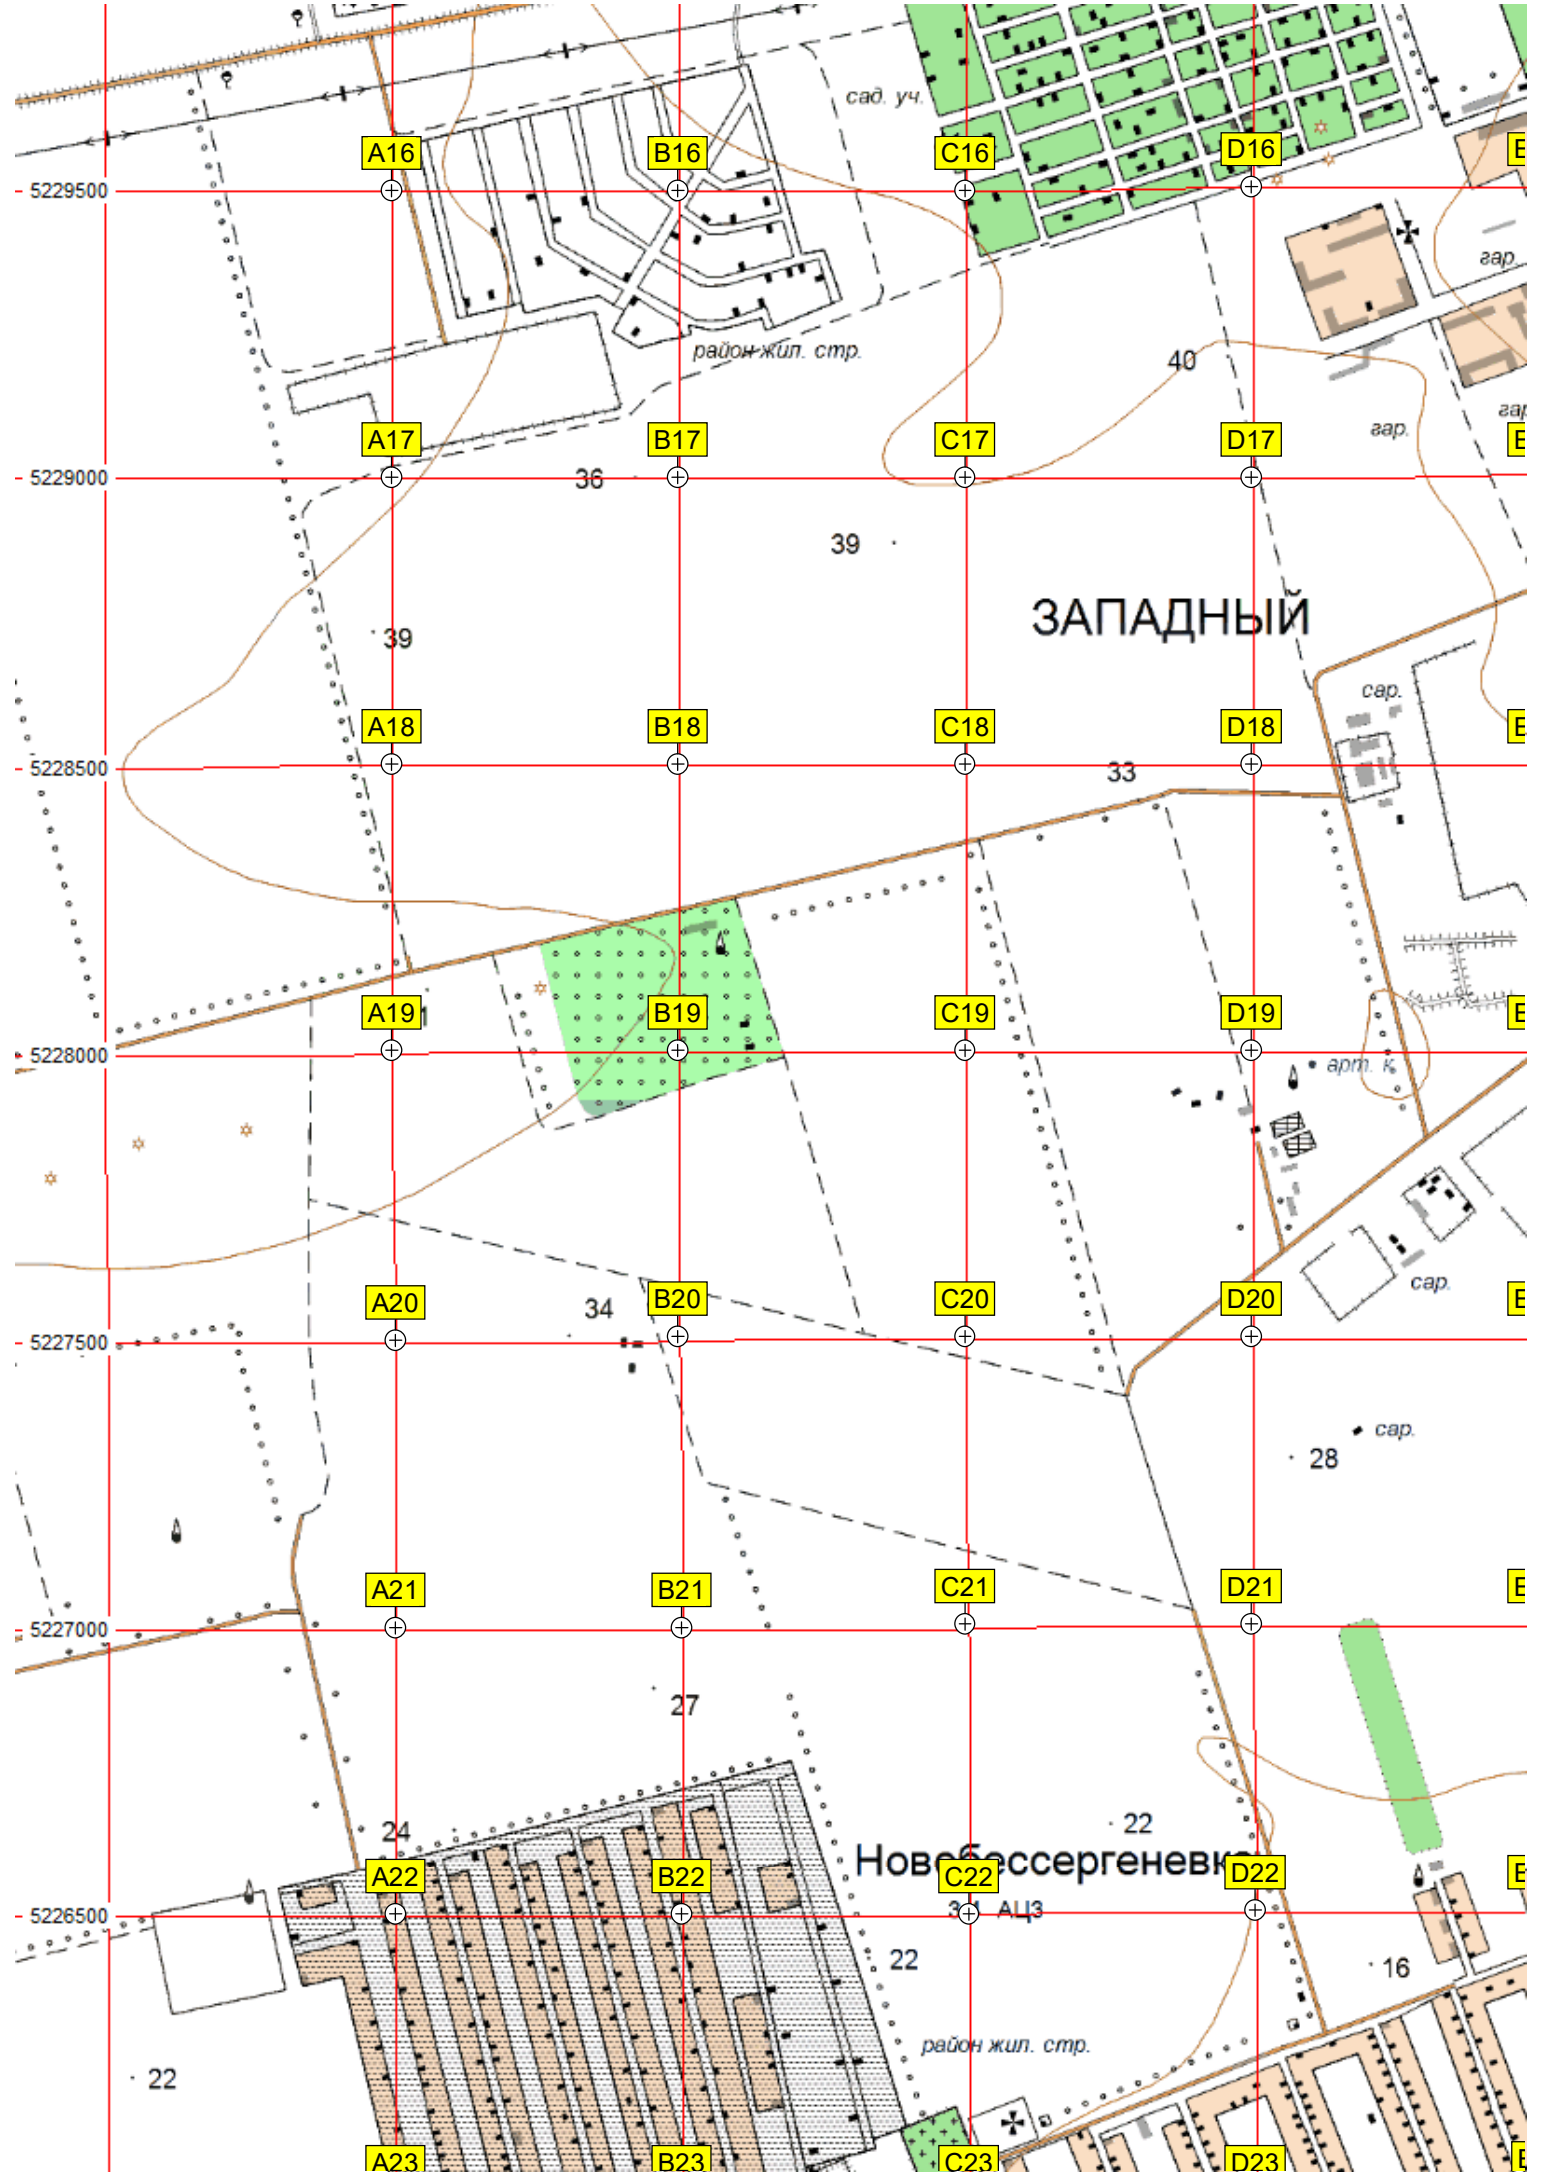 сад. уч.
A16 B16 C16 D16 E
5229500
гар.
район жил. стр.
40
гар.
гар
A17 B17 C17 D17 E
5229000
36
39
ЗАПАДНЫЙ
39
сар.
A18 B18 C18 D18 E
5228500
33
A19 B19 C19 D19 E
5228000
арт. к.
сар.
A20 B20 C20 D20 E
34
5227500
сар.
28
A21 B21 C21 D21 E
5227000
27
22
24
Новобессергеневка
A22 B22 C22 D22 E
АЦЗ
5226500
22
16
район жил. стр.
22
A23 B23 C23 D23 E